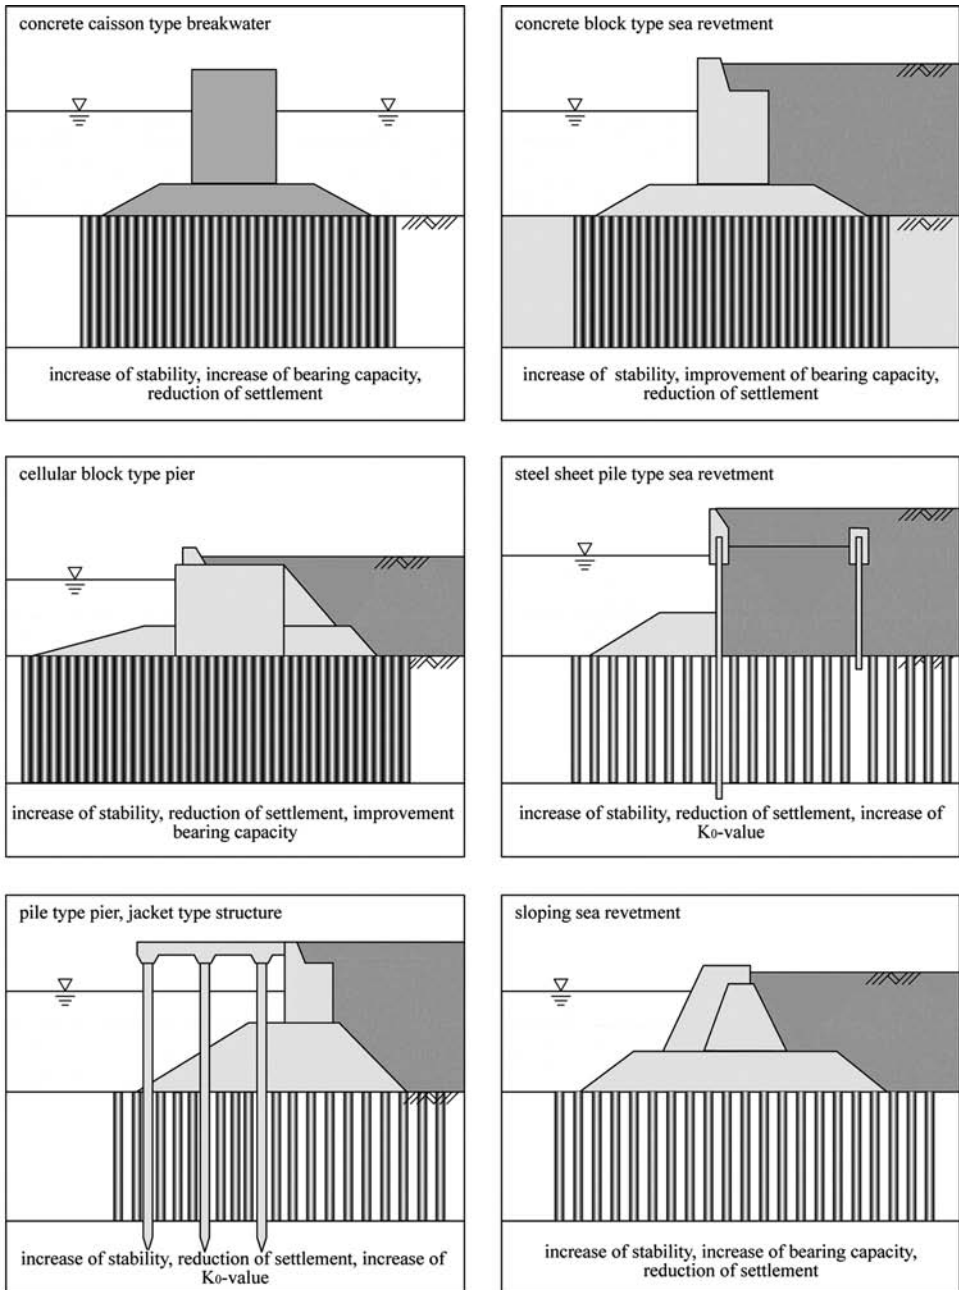 concrete caisson type breakwater
increase of stability, increase of bearing capacity,
reduction of settlement
concrete block type sea revetment
increase of stability, improvement of bearing capacity,
reduction of settlement
cellular block type pier
increase of stability, reduction of settlement, improvement
bearing capacity
steel sheet pile type sea revetment
increase of stability, reduction of settlement, increase of
K₀-value
pile type pier, jacket type structure
increase of stability, reduction of settlement, increase of
K₀-value
sloping sea revetment
increase of stability, increase of bearing capacity,
reduction of settlement